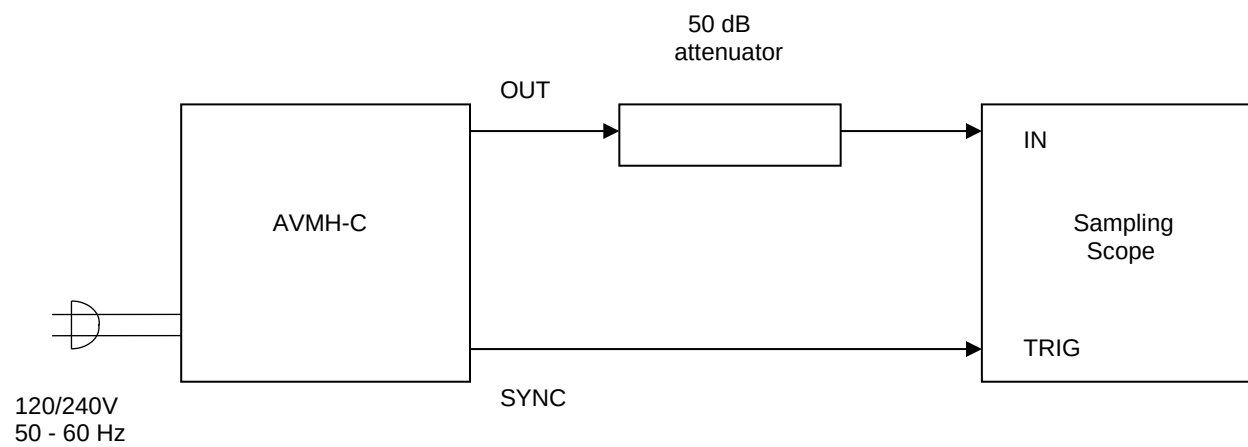 50 dB
attenuator
OUT
IN
AVMH-C
Sampling
Scope
TRIG
SYNC
120/240V
50 - 60 Hz